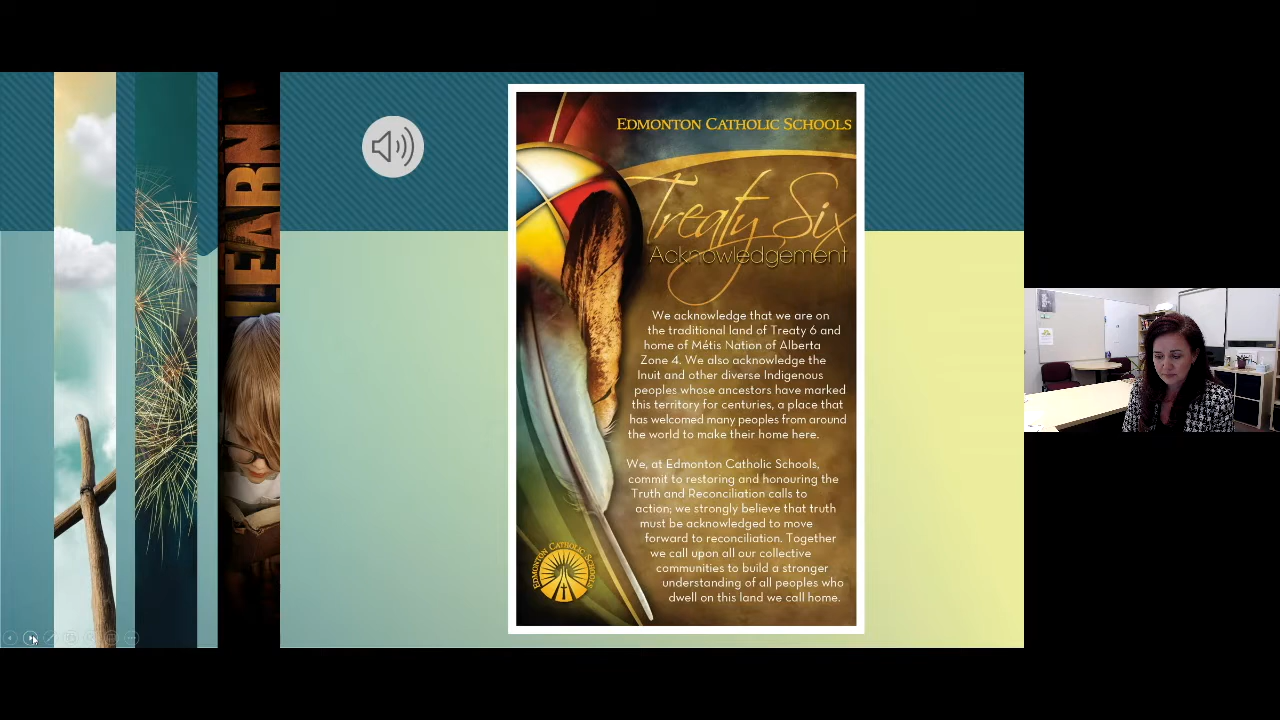 LEARN
EDMONTON CATHOLIC SCHOOLS
Treaty Six
Acknowledgement
We acknowledge that we are on
the traditional land of Treaty 6 and
home of Métis Nation of Alberta
Zone 4. We also acknowledge the
Inuit and other diverse Indigenous
peoples whose ancestors have marked
this territory for centuries, a place that
has welcomed many peoples from around
the world to make their home here.
We, at Edmonton Catholic Schools,
commit to restoring and honouring the
Truth and Reconciliation calls to
action; we strongly believe that truth
must be acknowledged to move
forward to reconciliation. Together
we call upon all our collective
communities to build a stronger
understanding of all peoples who
dwell on this land we call home.
EDMONTON CATHOLIC SCHOOLS